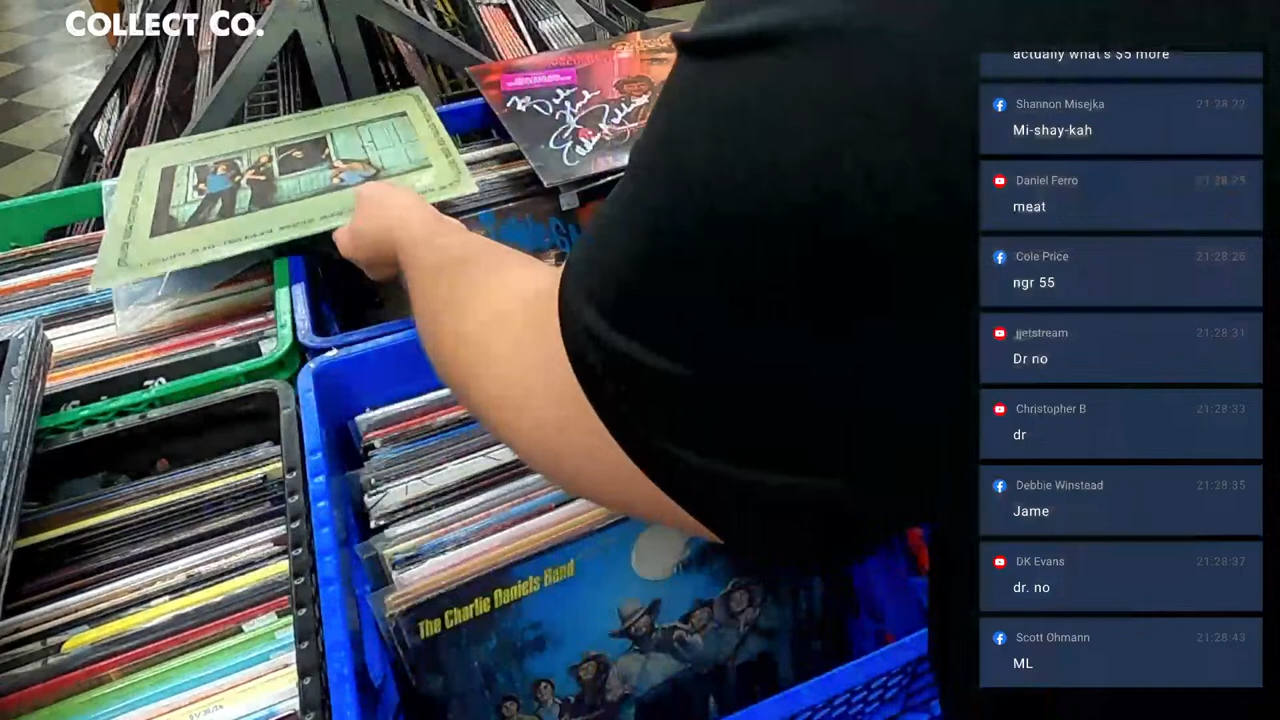 COLLECT CO.
actually what's $5 more
Shannon Misejka 21:28:22
Mi-shay-kah
Daniel Ferro 21:28:25
meat
Cole Price 21:28:26
ngr 55
jjetstream 21:28:31
Dr no
Christopher B 21:28:33
dr
Debbie Winstead 21:28:35
Jame
DK Evans 21:28:37
dr. no
Scott Ohmann 21:28:43
ML
The Charlie Daniels Band